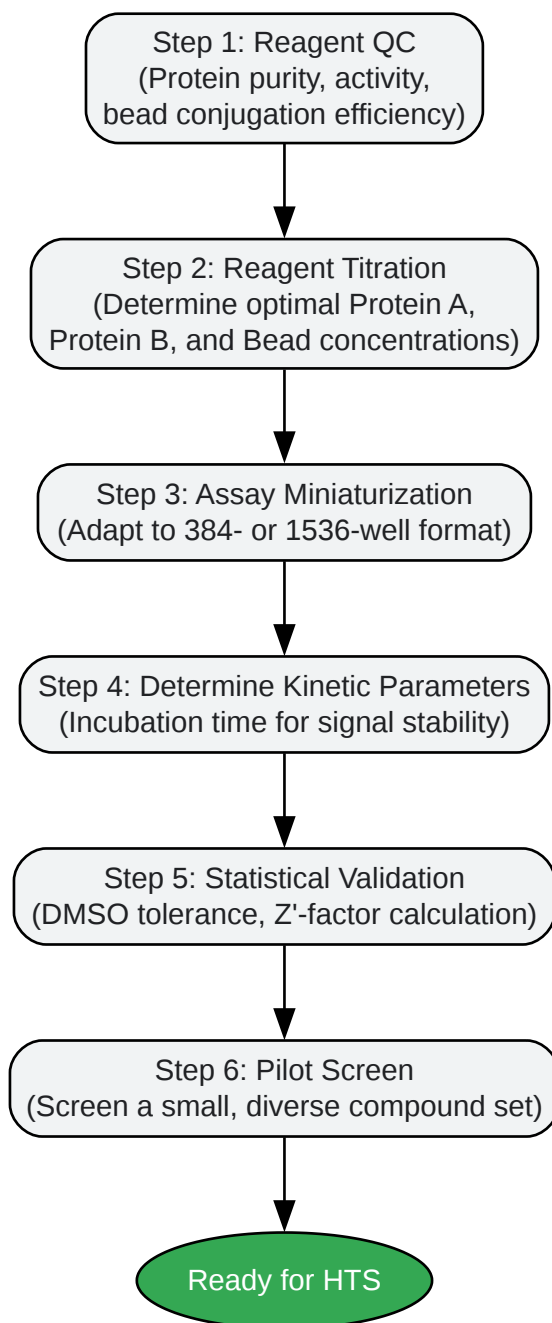 Step 1: Reagent QC
(Protein purity, activity,
bead conjugation efficiency)
Step 2: Reagent Titration
(Determine optimal Protein A,
Protein B, and Bead concentrations)
Step 3: Assay Miniaturization
(Adapt to 384- or 1536-well format)
Step 4: Determine Kinetic Parameters
(Incubation time for signal stability)
Step 5: Statistical Validation
(DMSO tolerance, Z'-factor calculation)
Step 6: Pilot Screen
(Screen a small, diverse compound set)
Ready for HTS